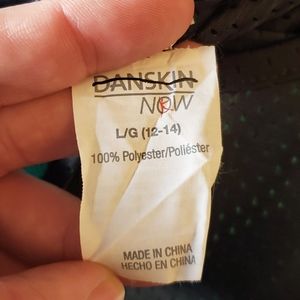 DANSKIN
NOW
L/G (12-14)
100% Polyester/Poliéster
MADE IN CHINA
HECHO EN CHINA